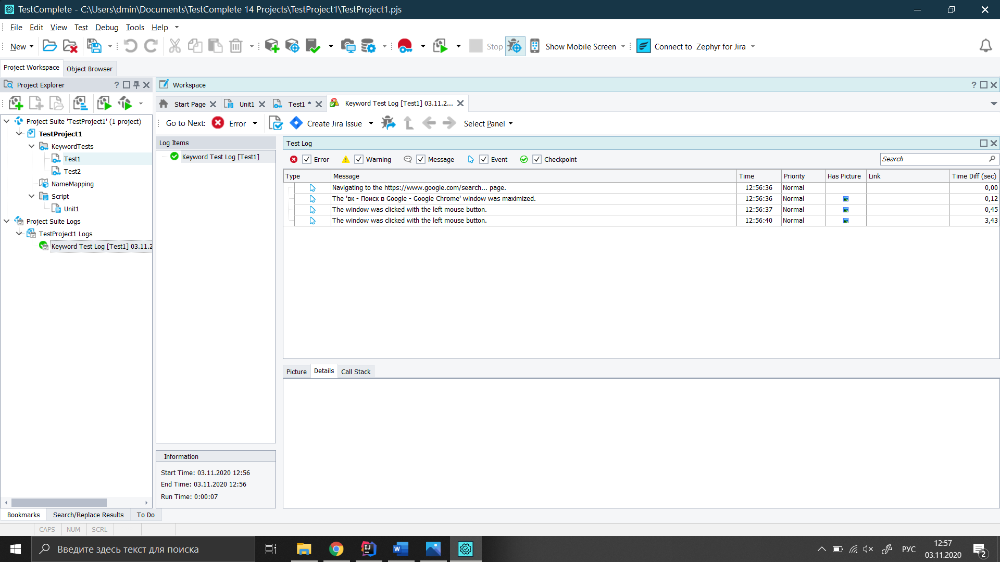 TestComplete - C:\Users\dmin\Documents\TestComplete 14 Projects\TestProject1\TestProject1.pjs
File Edit View Test Debug Tools Help
New Stop Show Mobile Screen Connect to Zephyr for Jira
Project Workspace Object Browser
Project Explorer ?
Workspace ?
Start Page Unit1 Test1 * Keyword Test Log [Test1] 03.11.2...
Go to Next: Error Create Jira Issue Select Panel
Project Suite 'TestProject1' (1 project)
TestProject1
KeywordTests
Test1
Test2
NameMapping
Script
Unit1
Project Suite Logs
TestProject1 Logs
Keyword Test Log [Test1] 03.11.2
Log Items
Keyword Test Log [Test1]
Test Log
Error Warning Message Event Checkpoint Search
Type Message Time Priority Has Picture Link Time Diff (sec)
Navigating to the https://www.google.com/search... page. 12:56:36 Normal 0,00
The 'вк - Поиск в Google - Google Chrome' window was maximized. 12:56:36 Normal 0,12
The window was clicked with the left mouse button. 12:56:37 Normal 0,45
The window was clicked with the left mouse button. 12:56:40 Normal 3,43
Picture Details Call Stack
Information
Start Time: 03.11.2020 12:56
End Time: 03.11.2020 12:56
Run Time: 0:00:07
Bookmarks Search/Replace Results To Do
CAPS NUM SCRL
Введите здесь текст для поиска
РУС
12:57
03.11.2020
2